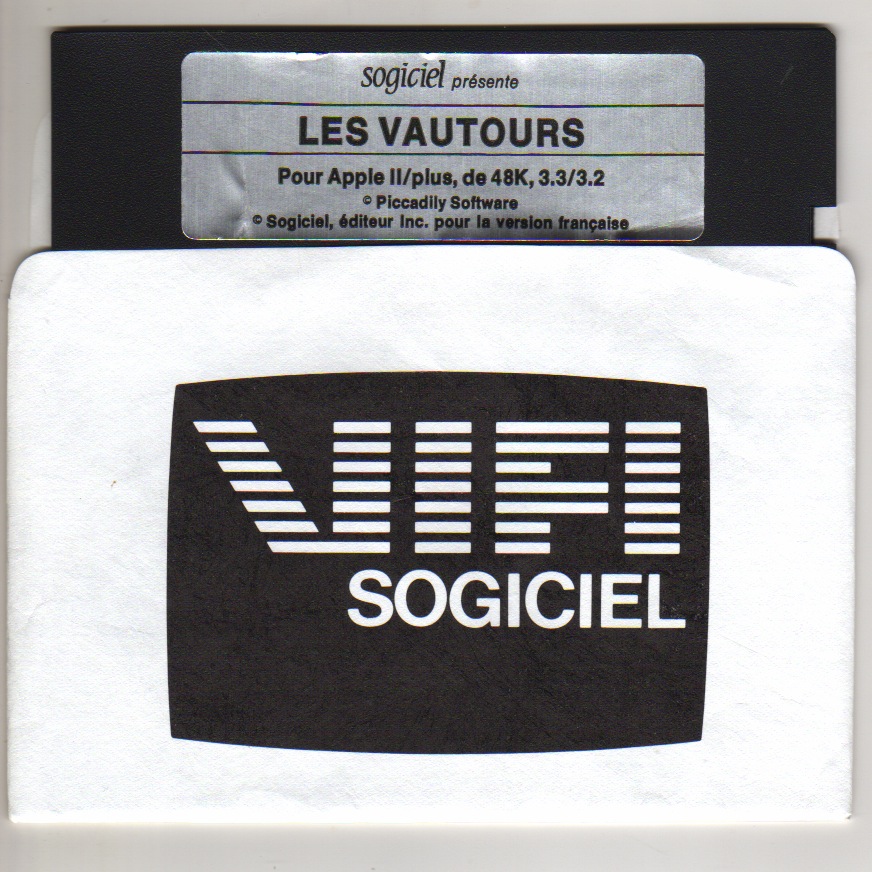 sogiciel présente
LES VAUTOURS
Pour Apple II/plus, de 48K, 3.3/3.2
© Piccadily Software
© Sogiciel, éditeur Inc. pour la version française
VIFI
SOGICIEL